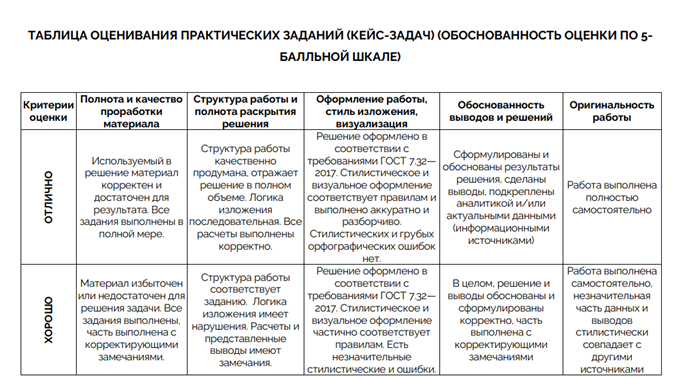 ТАБЛИЦА ОЦЕНИВАНИЯ ПРАКТИЧЕСКИХ ЗАДАНИЙ (КЕЙС-ЗАДАЧ) (ОБОСНОВАННОСТЬ ОЦЕНКИ ПО 5-
БАЛЛЬНОЙ ШКАЛЕ)
Критерии
оценки
Полнота и качество
проработки
материала
Структура работы и
полнота раскрытия
решения
Оформление работы,
стиль изложения,
визуализация
Обоснованность
выводов и решений
Оригинальность
работы
ОТЛИЧНО
Используемый в
решение материал
корректен и
достаточен для
результата. Все
задания выполнены в
полной мере.
Структура работы
качественно
продумана, отражает
решение в полном
объеме. Логика
изложения
последовательная. Все
расчеты выполнены
корректно.
Решение оформлено в
соответствии с
требованиями ГОСТ 7.32—
2017. Стилистическое и
визуальное оформление
соответствует правилам и
выполнено аккуратно и
разборчиво.
Стилистических и грубых
орфографических ошибок
нет.
Сформулированы и
обоснованы результаты
решения, сделаны
выводы, подкреплены
аналитикой и/или
актуальными данными
(информационными
источниками)
Работа выполнена
полностью
самостоятельно
ХОРОШО
Материал избыточен
или недостаточен для
решения задачи. Все
задания выполнены,
часть выполнена с
корректирующими
замечаниями.
Структура работы
соответствует
заданию. Логика
изложения имеет
нарушения. Расчеты и
представленные
выводы имеют
замечания.
Решение оформлено в
соответствии с
требованиями ГОСТ 7.32—
2017. Стилистическое и
визуальное оформление
частично соответствует
правилам. Есть
незначительные
стилистические и ошибки.
В целом, решение и
выводы обоснованы и
сформулированы
корректно, часть
выполнена с
корректирующими
замечаниями
Работа выполнена
самостоятельно,
незначительная
часть данных и
выводов
стилистически
совпадает с
другими
источниками